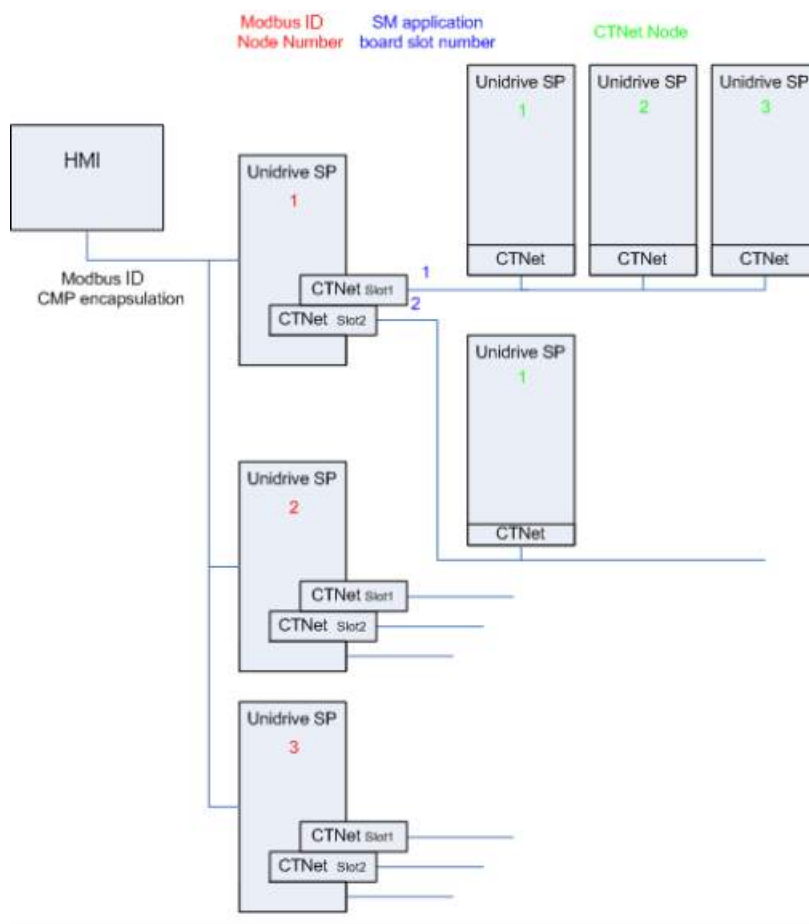 Modbus ID
Node Number
SM application
board slot number
CTNet Node
HMI
Modbus ID
CMP encapsulation
Unidrive SP
1
CTNet Slot1
CTNet Slot2
1
2
Unidrive SP
1
CTNet
Unidrive SP
2
CTNet
Unidrive SP
3
CTNet
Unidrive SP
1
CTNet
Unidrive SP
2
CTNet Slot1
CTNet Slot2
Unidrive SP
3
CTNet Slot1
CTNet Slot2